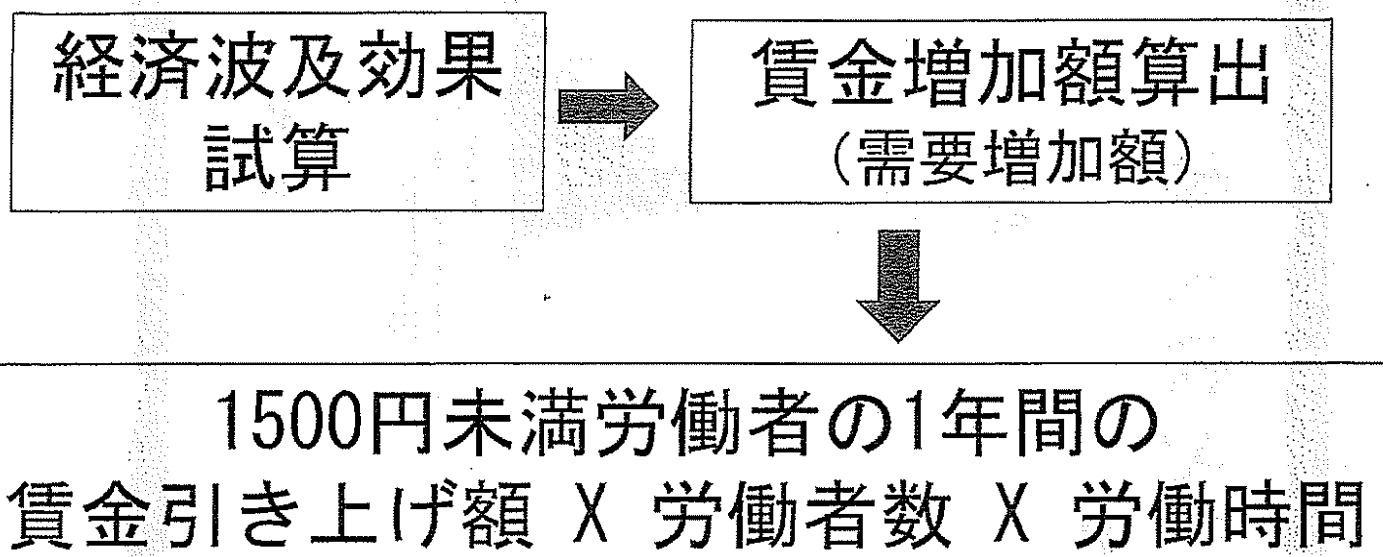 経済波及効果
試算
賃金増加額算出
（需要増加額）
1500円未満労働者の1年間の
賃金引き上げ額 X 労働者数 X 労働時間